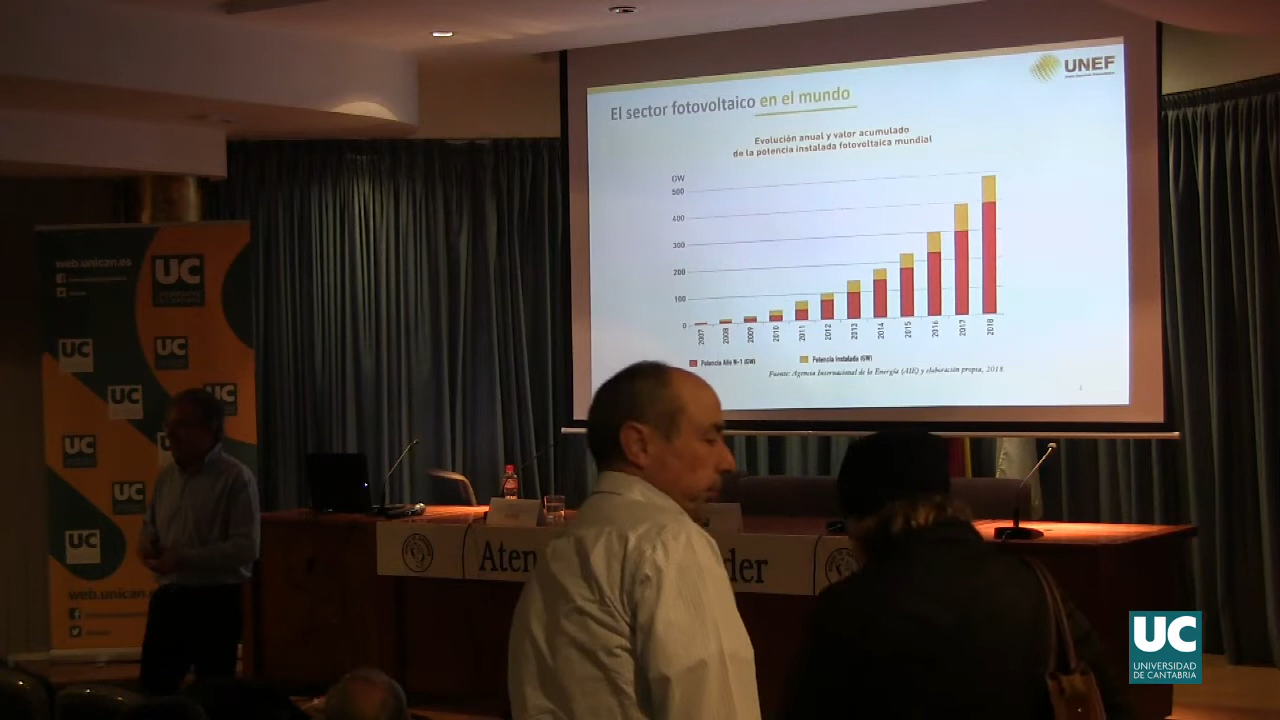 UNEF
El sector fotovoltaico en el mundo
Evolución anual y valor acumulado
de la potencia instalada fotovoltaica mundial
GW
500
400
300
200
100
0
2007
2008
2009
2010
2011
2012
2013
2014
2015
2016
2017
2018
Potencia Año N-1 (GW)
Potencia Instalada (GW)
Fuente: Agencia Internacional de la Energía (AIE) y elaboración propia, 2018.
web.unican.es
UC
UC
UC
UC
UC
UC
UC
UC
web.unican.
Aten
der
UC
UNIVERSIDAD
DE CANTABRIA